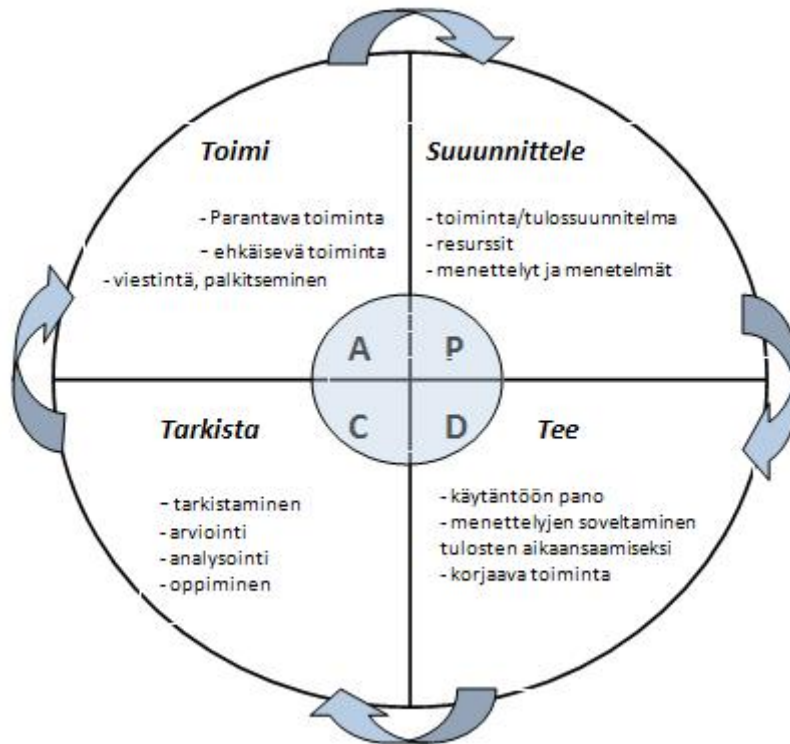 Toimi
- Parantava toiminta
- ehkäisevä toiminta
- viestintä, palkitseminen
Suuunnittele
- toiminta/tulossuunnitelma
- resurssit
- menettelyt ja menetelmät
A
P
C
D
Tarkista
- tarkistaminen
- arviointi
- analysointi
- oppiminen
Tee
- käytäntöön pano
- menettelyjen soveltaminen
tulosten aikaansaamiseksi
- korjaava toiminta